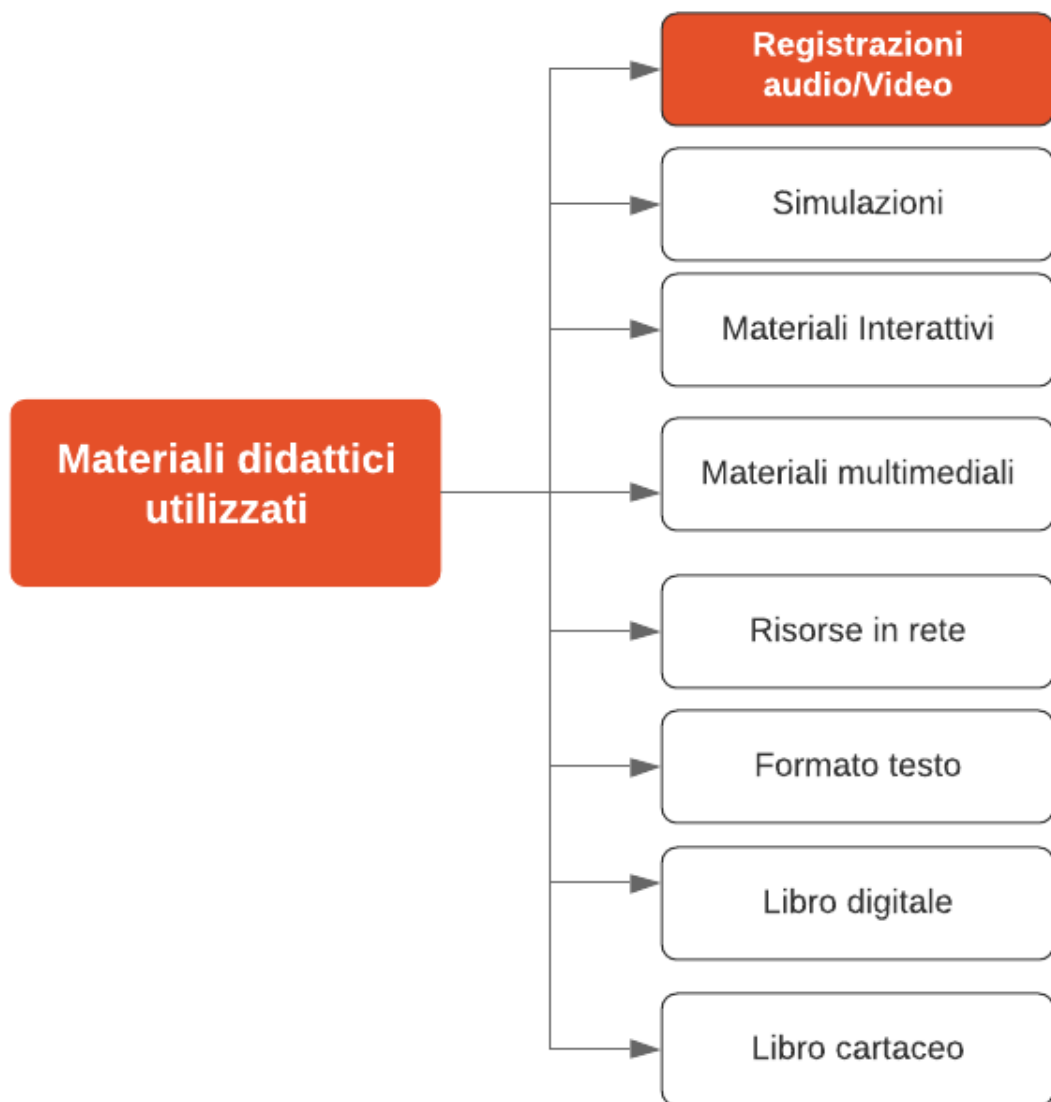 Registrazioni
audio/Video
Simulazioni
Materiali Interattivi
Materiali didattici
utilizzati
Materiali multimediali
Risorse in rete
Formato testo
Libro digitale
Libro cartaceo